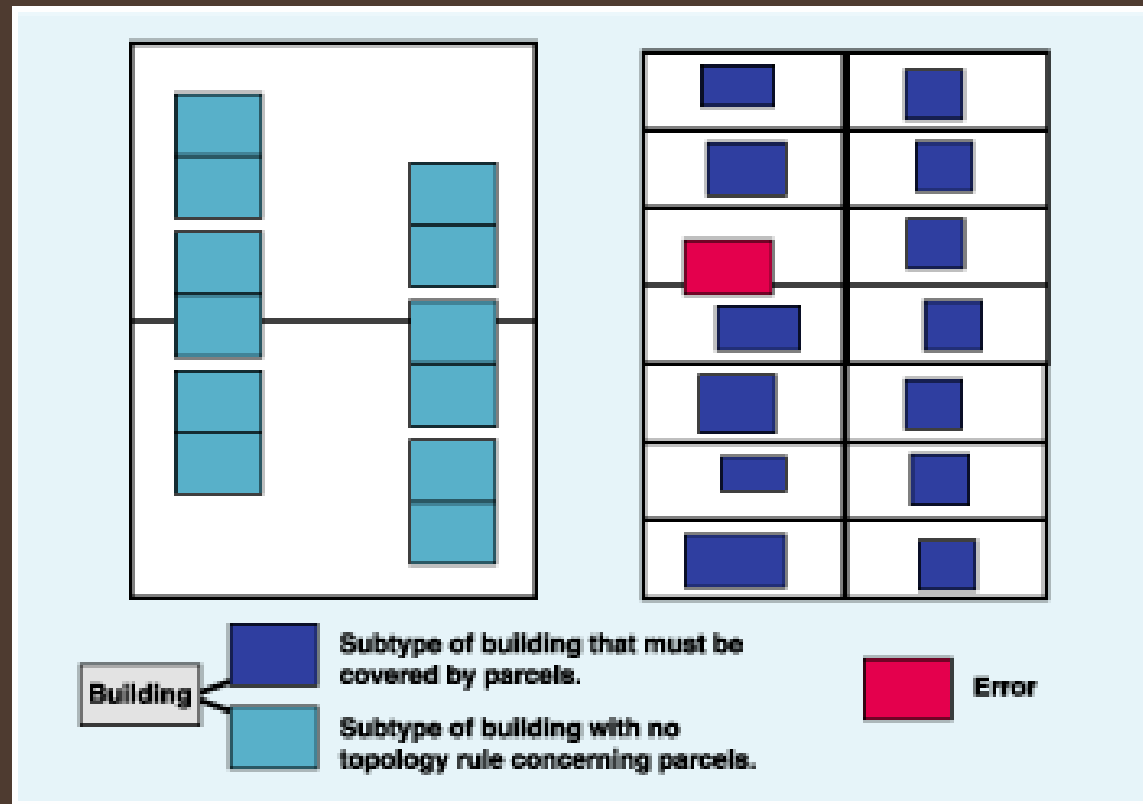 Building
Subtype of building that must be
covered by parcels.
Subtype of building with no
topology rule concerning parcels.
Error